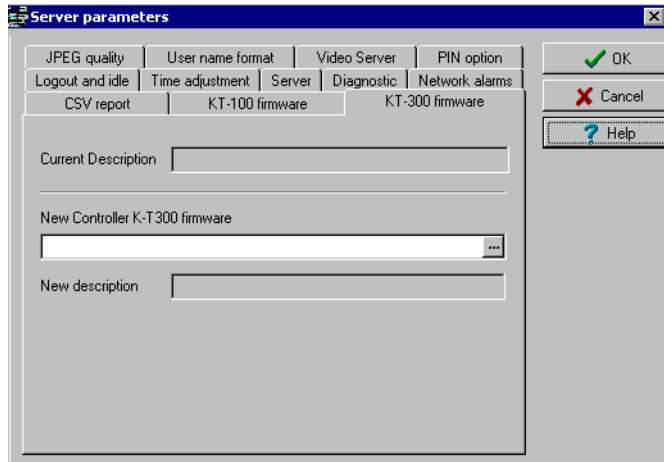 Server parameters
JPEG quality User name format Video Server PIN option
Logout and idle Time adjustment Server Diagnostic Network alarms
CSV report KT-100 firmware KT-300 firmware
OK
Cancel
Help
Current Description
New Controller K-T300 firmware
...
New description